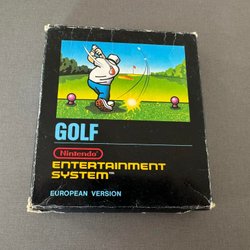 GOLF
Nintendo
ENTERTAINMENT
SYSTEM™
EUROPEAN VERSION